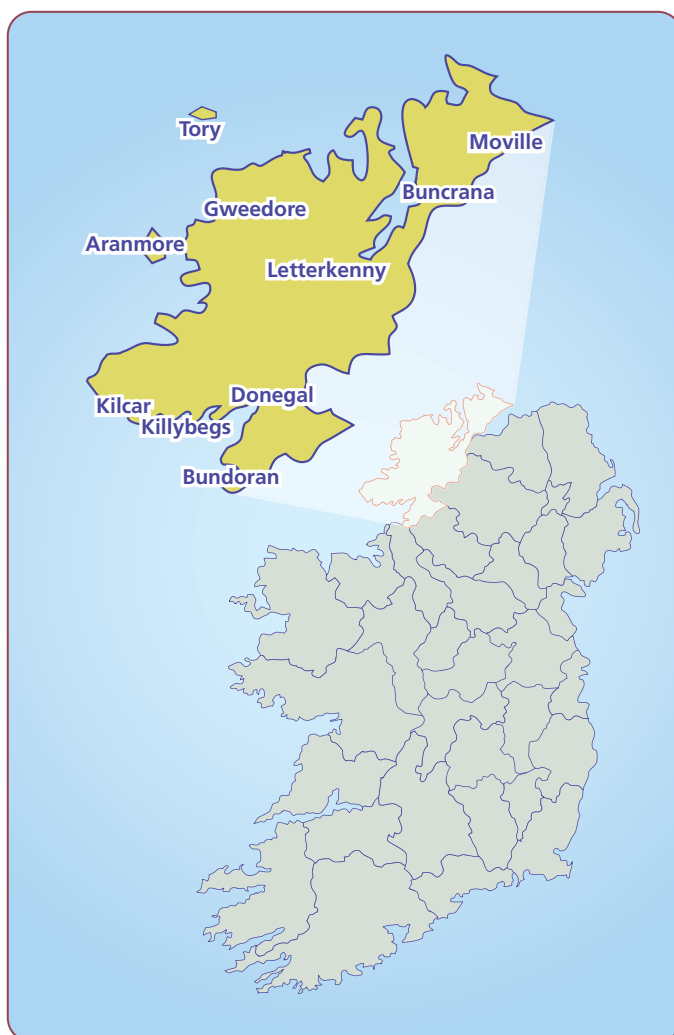 Tory
Moville
Buncrana
Gweedore
Aranmore
Letterkenny
Donegal
Kilcar
Killybegs
Bundoran